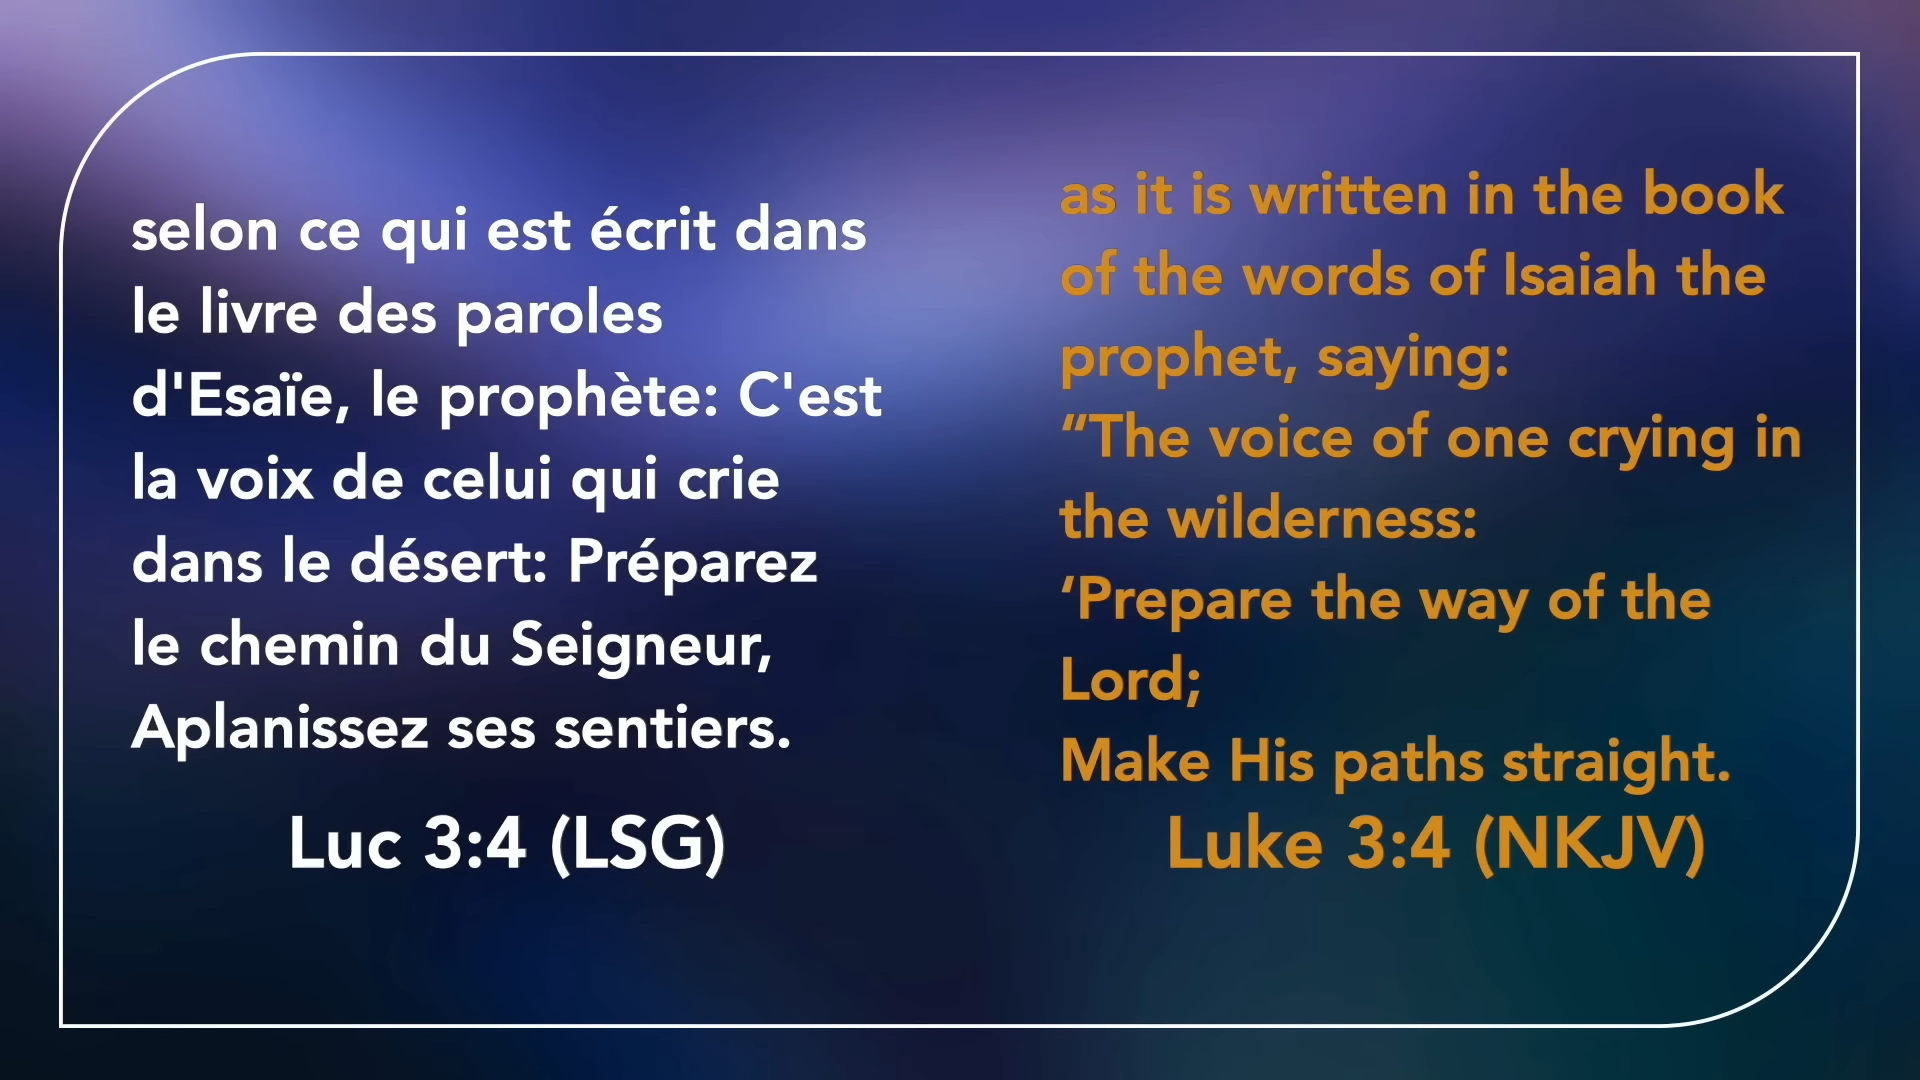 selon ce qui est écrit dans
le livre des paroles
d'Esaïe, le prophète: C'est
la voix de celui qui crie
dans le désert: Préparez
le chemin du Seigneur,
Aplanissez ses sentiers.
Luc 3:4 (LSG)
as it is written in the book
of the words of Isaiah the
prophet, saying:
“The voice of one crying in
the wilderness:
‘Prepare the way of the
Lord;
Make His paths straight.
Luke 3:4 (NKJV)